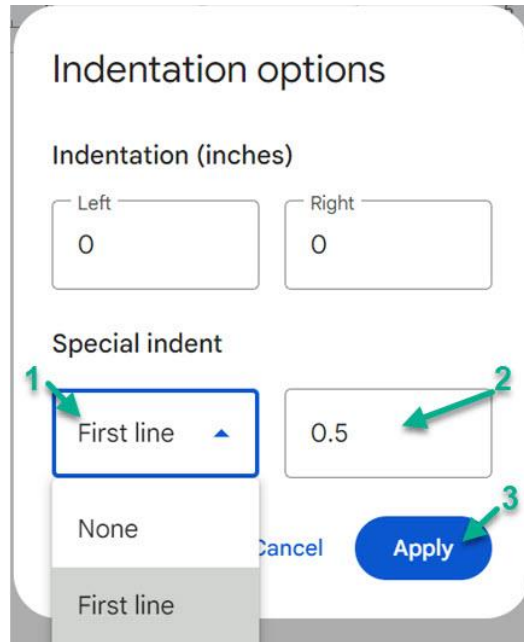 Indentation options
Indentation (inches)
Left Right
0 0
Special indent
1 2
First line 0.5
None
3
Cancel Apply
First line